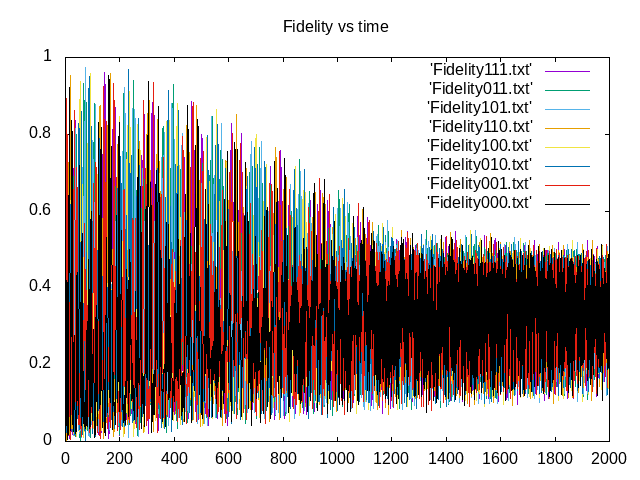 Fidelity vs time
1
0.8
0.6
0.4
0.2
0
0 200 400 600 800 1000 1200 1400 1600 1800 2000
'Fidelity111.txt'
'Fidelity011.txt'
'Fidelity101.txt'
'Fidelity110.txt'
'Fidelity100.txt'
'Fidelity010.txt'
'Fidelity001.txt'
'Fidelity000.txt'